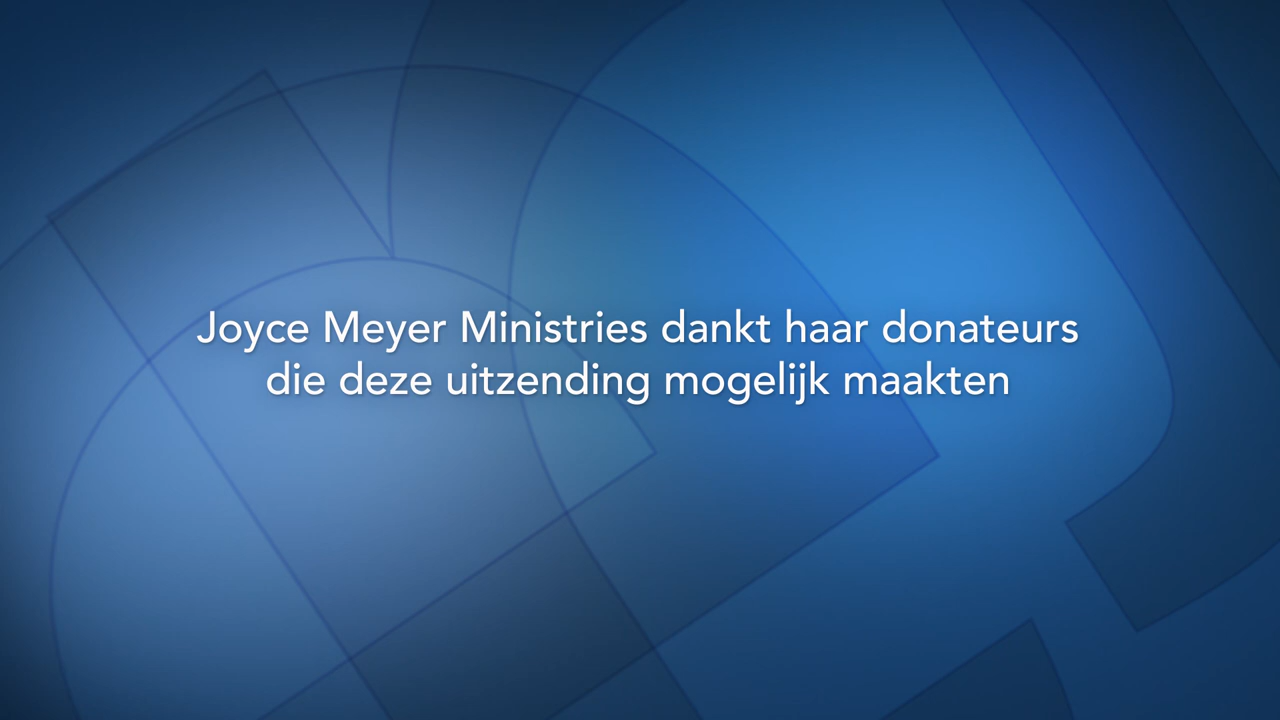 Joyce Meyer Ministries dankt haar donateurs
die deze uitzending mogelijk maakten